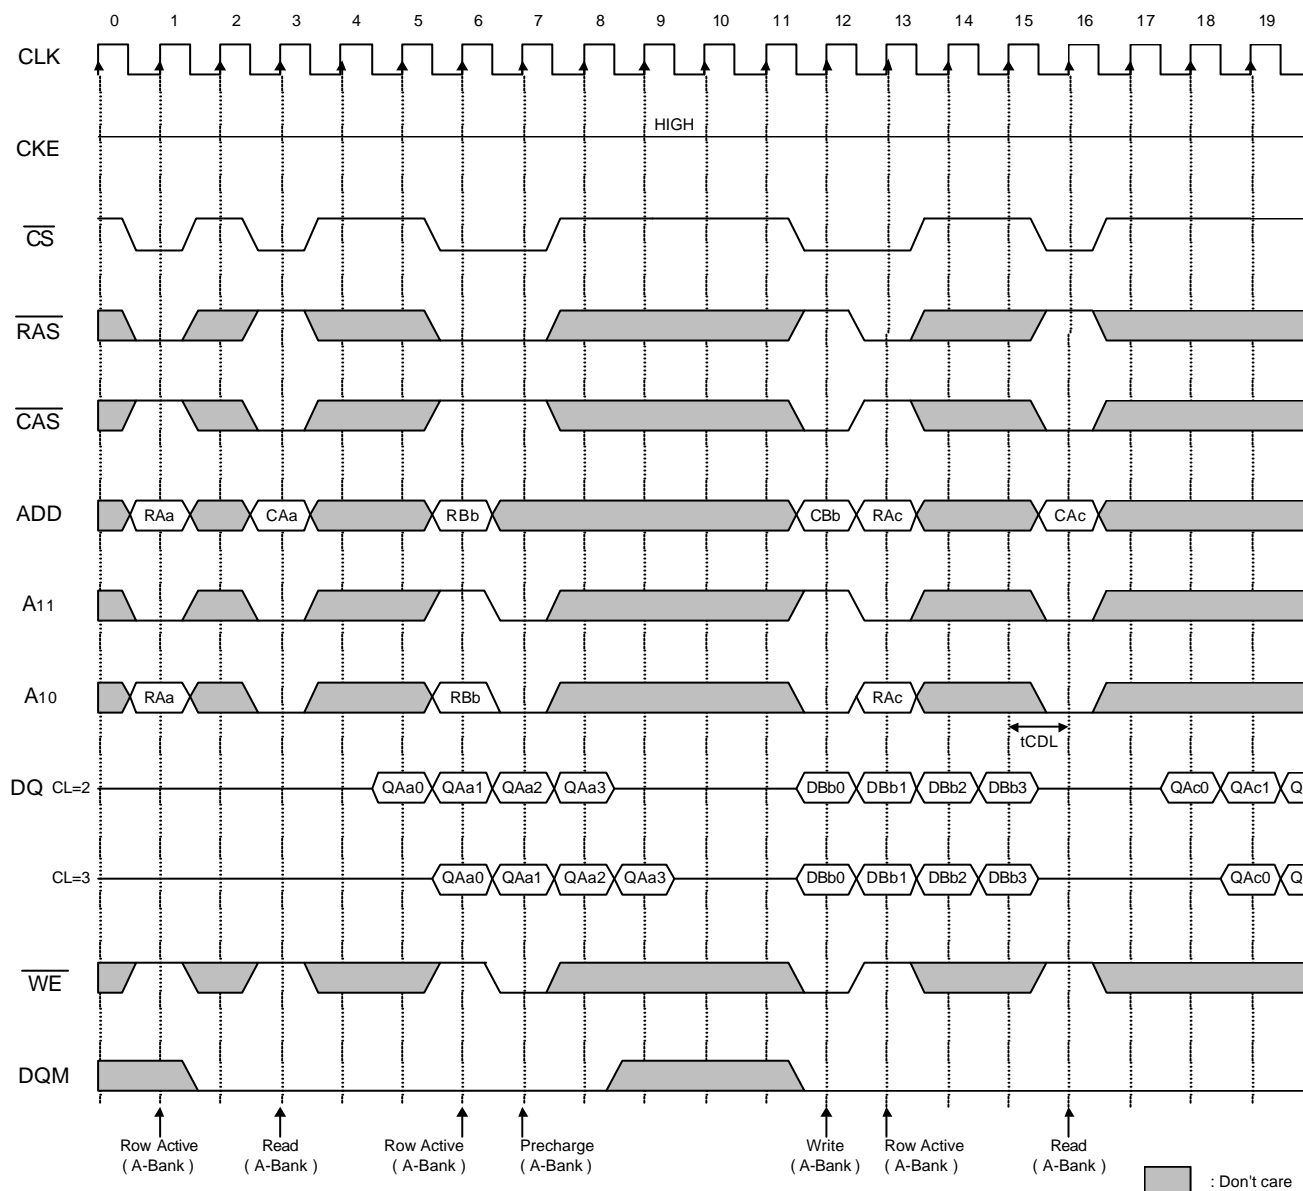 0 1 2 3 4 5 6 7 8 9 10 11 12 13 14 15 16 17 18 19
CLK
HIGH
CKE
CS
RAS
CAS
ADD RAa CAa RBb CBb RAc CAc
A11
A10 RAa RBb RAc
tCDL
DQ CL=2 QAa0 QAa1 QAa2 QAa3 DBb0 DBb1 DBb2 DBb3 QAc0 QAc1 Q
CL=3 QAa0 QAa1 QAa2 QAa3 DBb0 DBb1 DBb2 DBb3 QAc0 Q
WE
DQM
Row Active Read Row Active Precharge Write Row Active Read
( A-Bank ) ( A-Bank ) ( A-Bank ) ( A-Bank ) ( A-Bank ) ( A-Bank ) ( A-Bank )
: Don't care